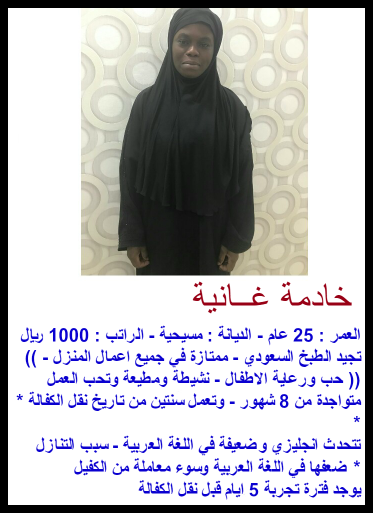 خادمة غــانية
العمر : 25 عام - الديانة : مسيحية - الراتب : 1000 ريال
تجيد الطبخ السعودي - ممتازة في جميع اعمال المنزل - ))
(( حب ورعاية الاطفال - نشيطة ومطيعة وتحب العمل
متواجدة من 8 شهور - وتعمل سنتين من تاريخ نقل الكفالة *
*
تتحدث انجليزي وضعيفة في اللغة العربية - سبب التنازل
* ضعفها في اللغة العربية وسوء معاملة من الكفيل
يوجد فترة تجربة 5 ايام قبل نقل الكفالة